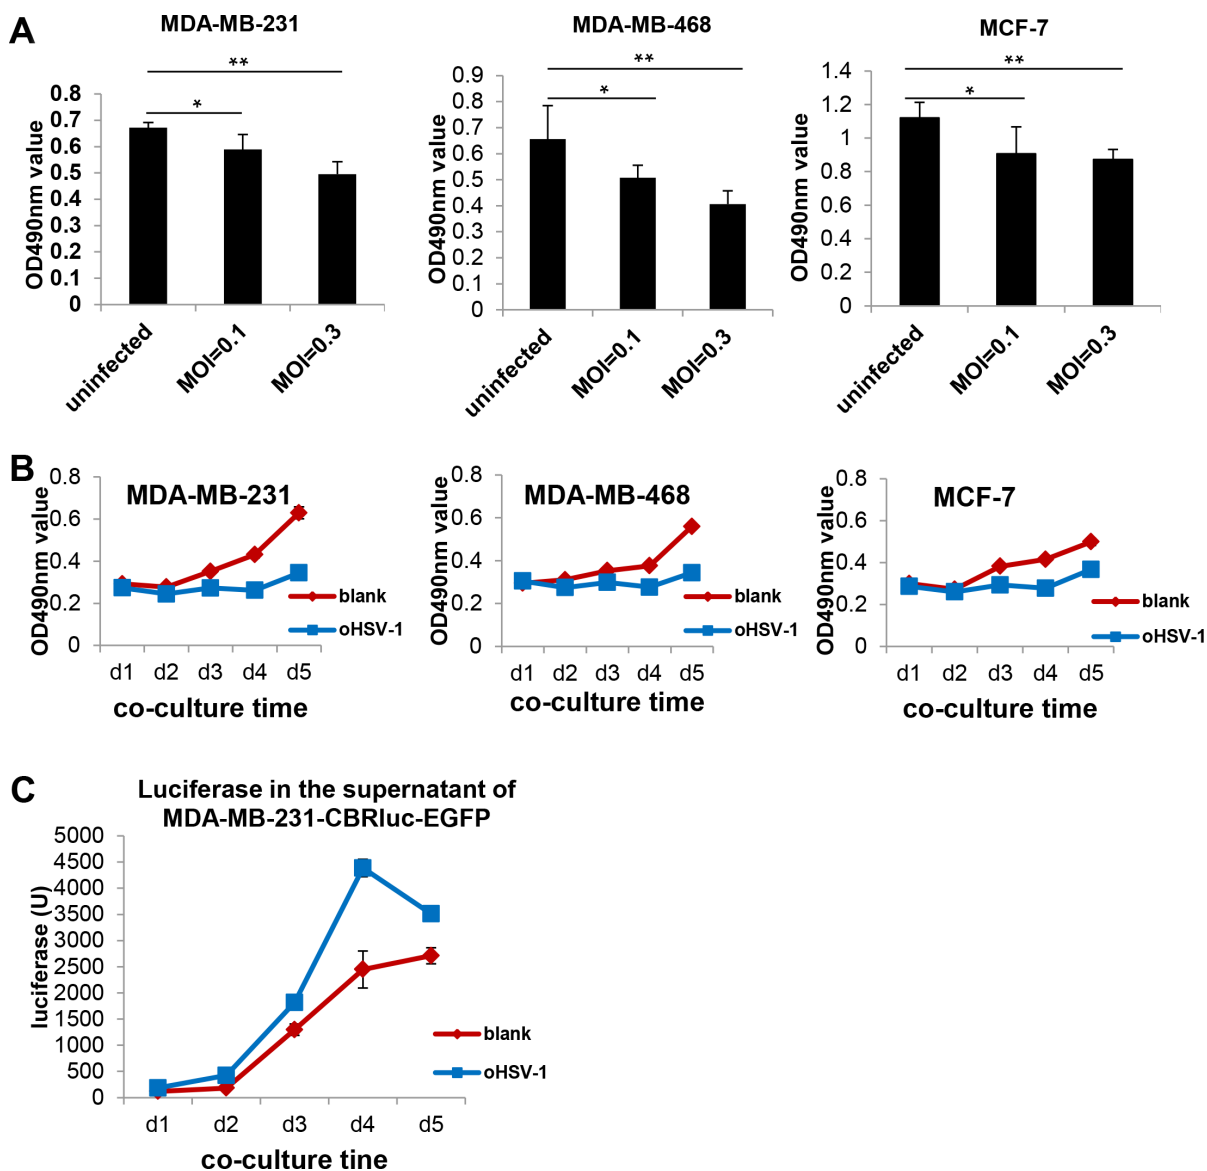 A
MDA-MB-231
MDA-MB-468
MCF-7
**
*
OD490nm value
0.8
0.7
0.6
0.5
0.4
0.3
0.2
0.1
0
uninfected
MOI=0.1
MOI=0.3
**
*
OD490nm value
0.9
0.8
0.7
0.6
0.5
0.4
0.3
0.2
0.1
0
uninfected
MOI=0.1
MOI=0.3
**
*
OD490nm value
1.4
1.2
1
0.8
0.6
0.4
0.2
0
uninfected
MOI=0.1
MOI=0.3
B
MDA-MB-231
OD490nm value
0.8
0.6
0.4
0.2
0
blank
oHSV-1
d1 d2 d3 d4 d5
co-culture time
MDA-MB-468
OD490nm value
0.8
0.6
0.4
0.2
0
blank
oHSV-1
d1 d2 d3 d4 d5
co-culture time
MCF-7
OD490nm value
0.8
0.6
0.4
0.2
0
blank
oHSV-1
d1 d2 d3 d4 d5
co-culture time
C
Luciferase in the supernatant of
MDA-MB-231-CBRluc-EGFP
luciferase (U)
5000
4500
4000
3500
3000
2500
2000
1500
1000
500
0
blank
oHSV-1
d1 d2 d3 d4 d5
co-culture tine